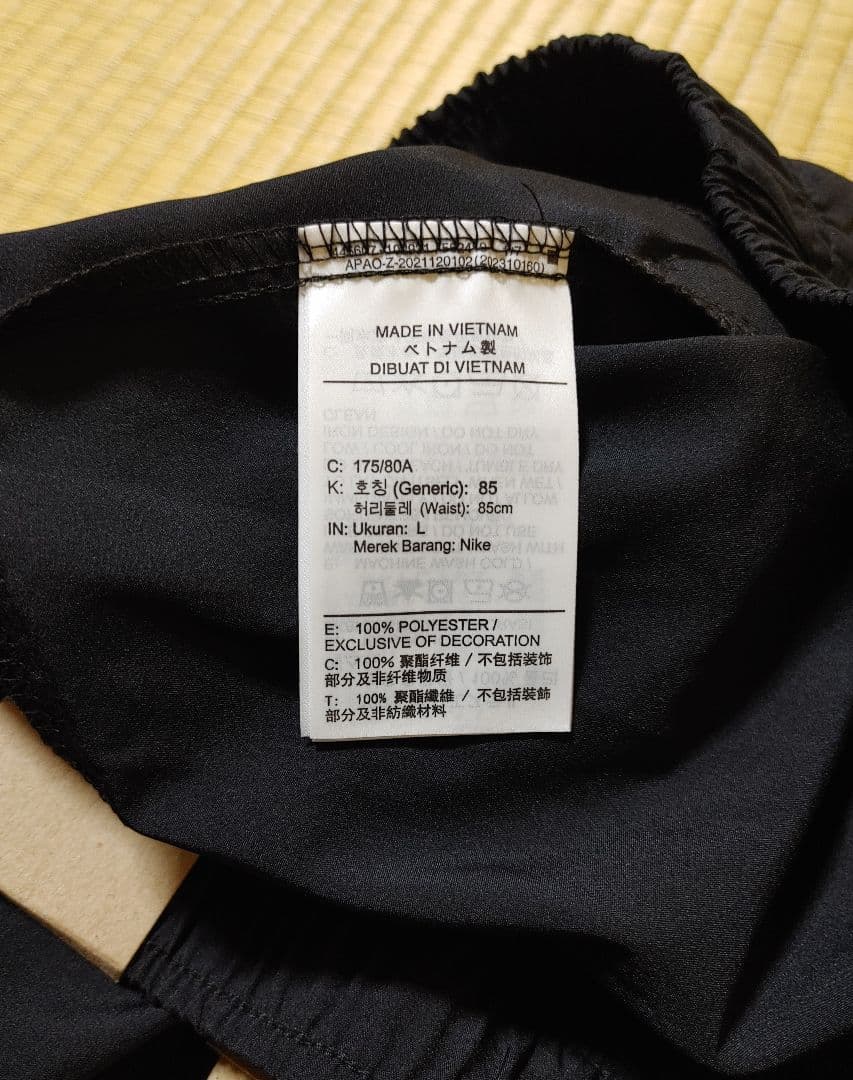 APAO-Z-2021120102(202310160)
MADE IN VIETNAM
ベトナム製
DIBUAT DI VIETNAM
C: 175/80A
K: 호칭 (Generic): 85
허리둘레 (Waist): 85cm
IN: Ukuran: L
Merek Barang: Nike
E: 100% POLYESTER /
EXCLUSIVE OF DECORATION
C: 100% 聚酯纤维 / 不包括装饰
部分及非纤维物质
T: 100% 聚酯纖維 / 不包括裝飾
部分及非紡織材料